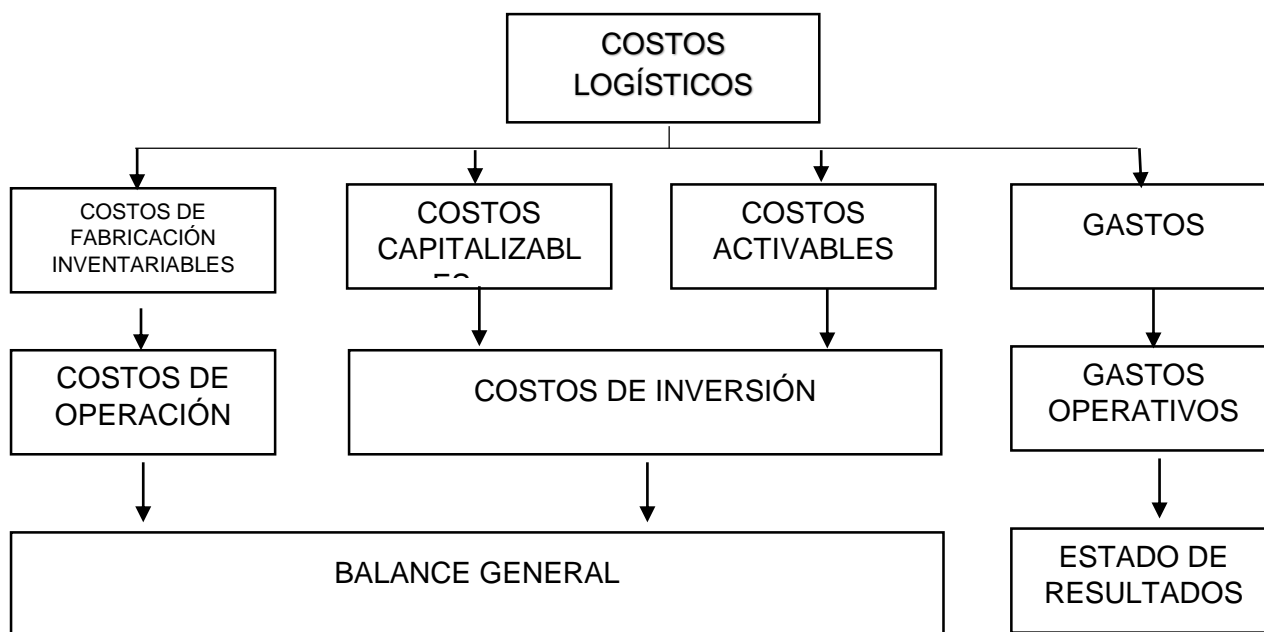 COSTOS
LOGÍSTICOS
COSTOS DE
FABRICACIÓN
INVENTARIABLES
COSTOS
CAPITALIZABL
COSTOS
ACTIVABLES
GASTOS
COSTOS DE
OPERACIÓN
COSTOS DE INVERSIÓN
GASTOS
OPERATIVOS
BALANCE GENERAL
ESTADO DE
RESULTADOS